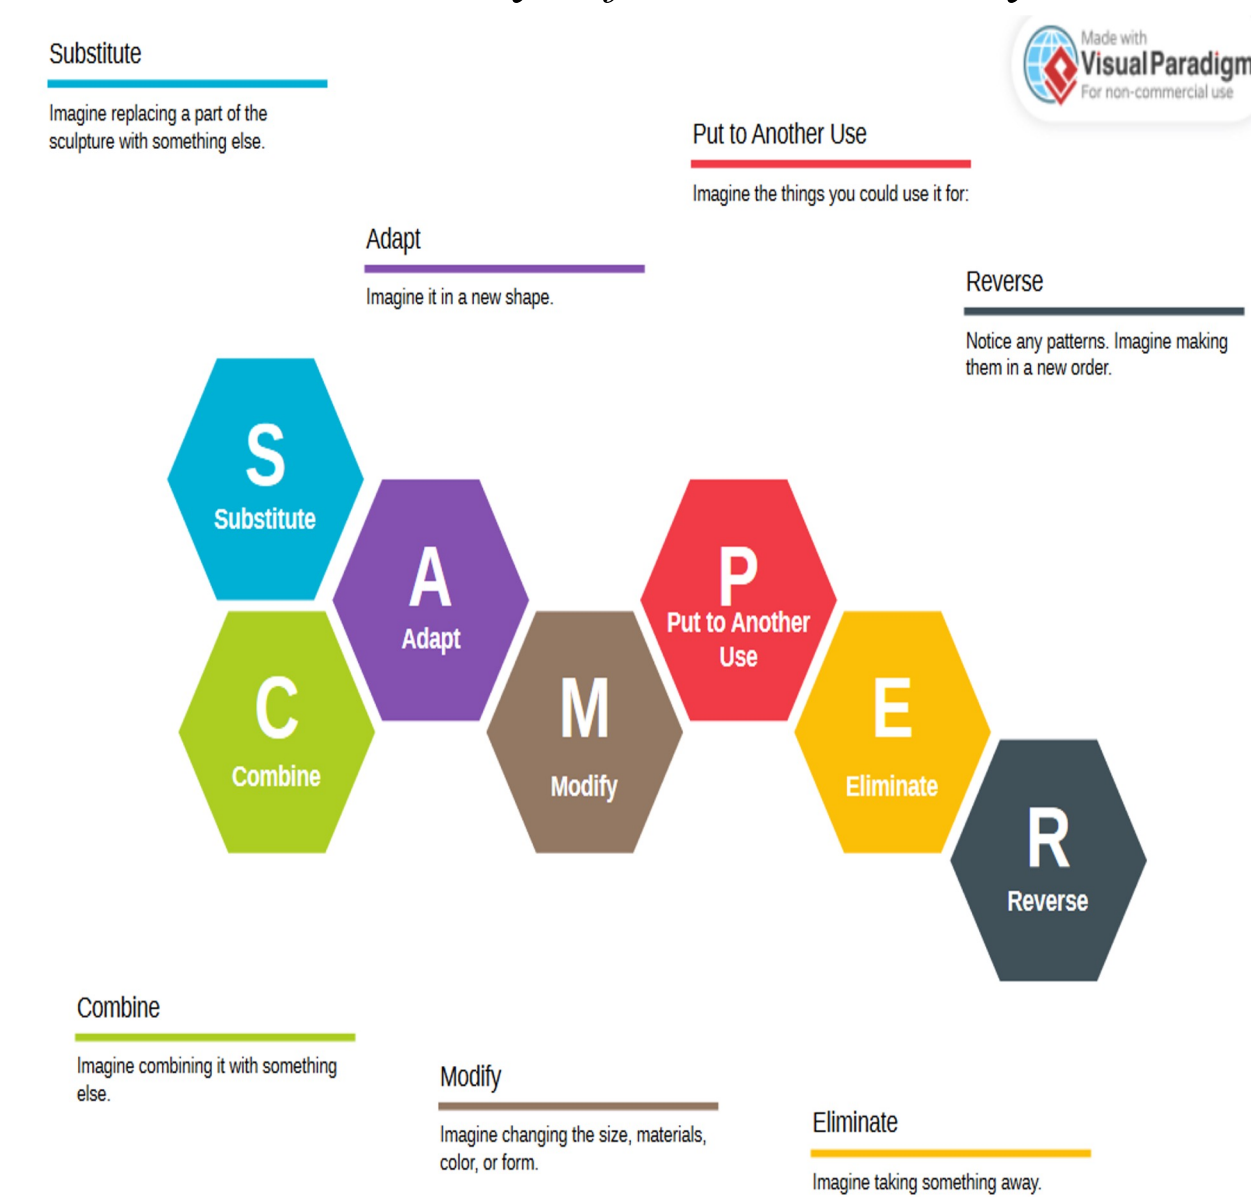 Substitute
Imagine replacing a part of the
sculpture with something else.
Made with
Visual Paradigm
For non-commercial use
Put to Another Use
Imagine the things you could use it for:
Adapt
Imagine it in a new shape.
Reverse
Notice any patterns. Imagine making
them in a new order.
S
Substitute
C
Combine
A
Adapt
M
Modify
P
Put to Another
Use
E
Eliminate
R
Reverse
Combine
Imagine combining it with something
else.
Modify
Imagine changing the size, materials,
color, or form.
Eliminate
Imagine taking something away.